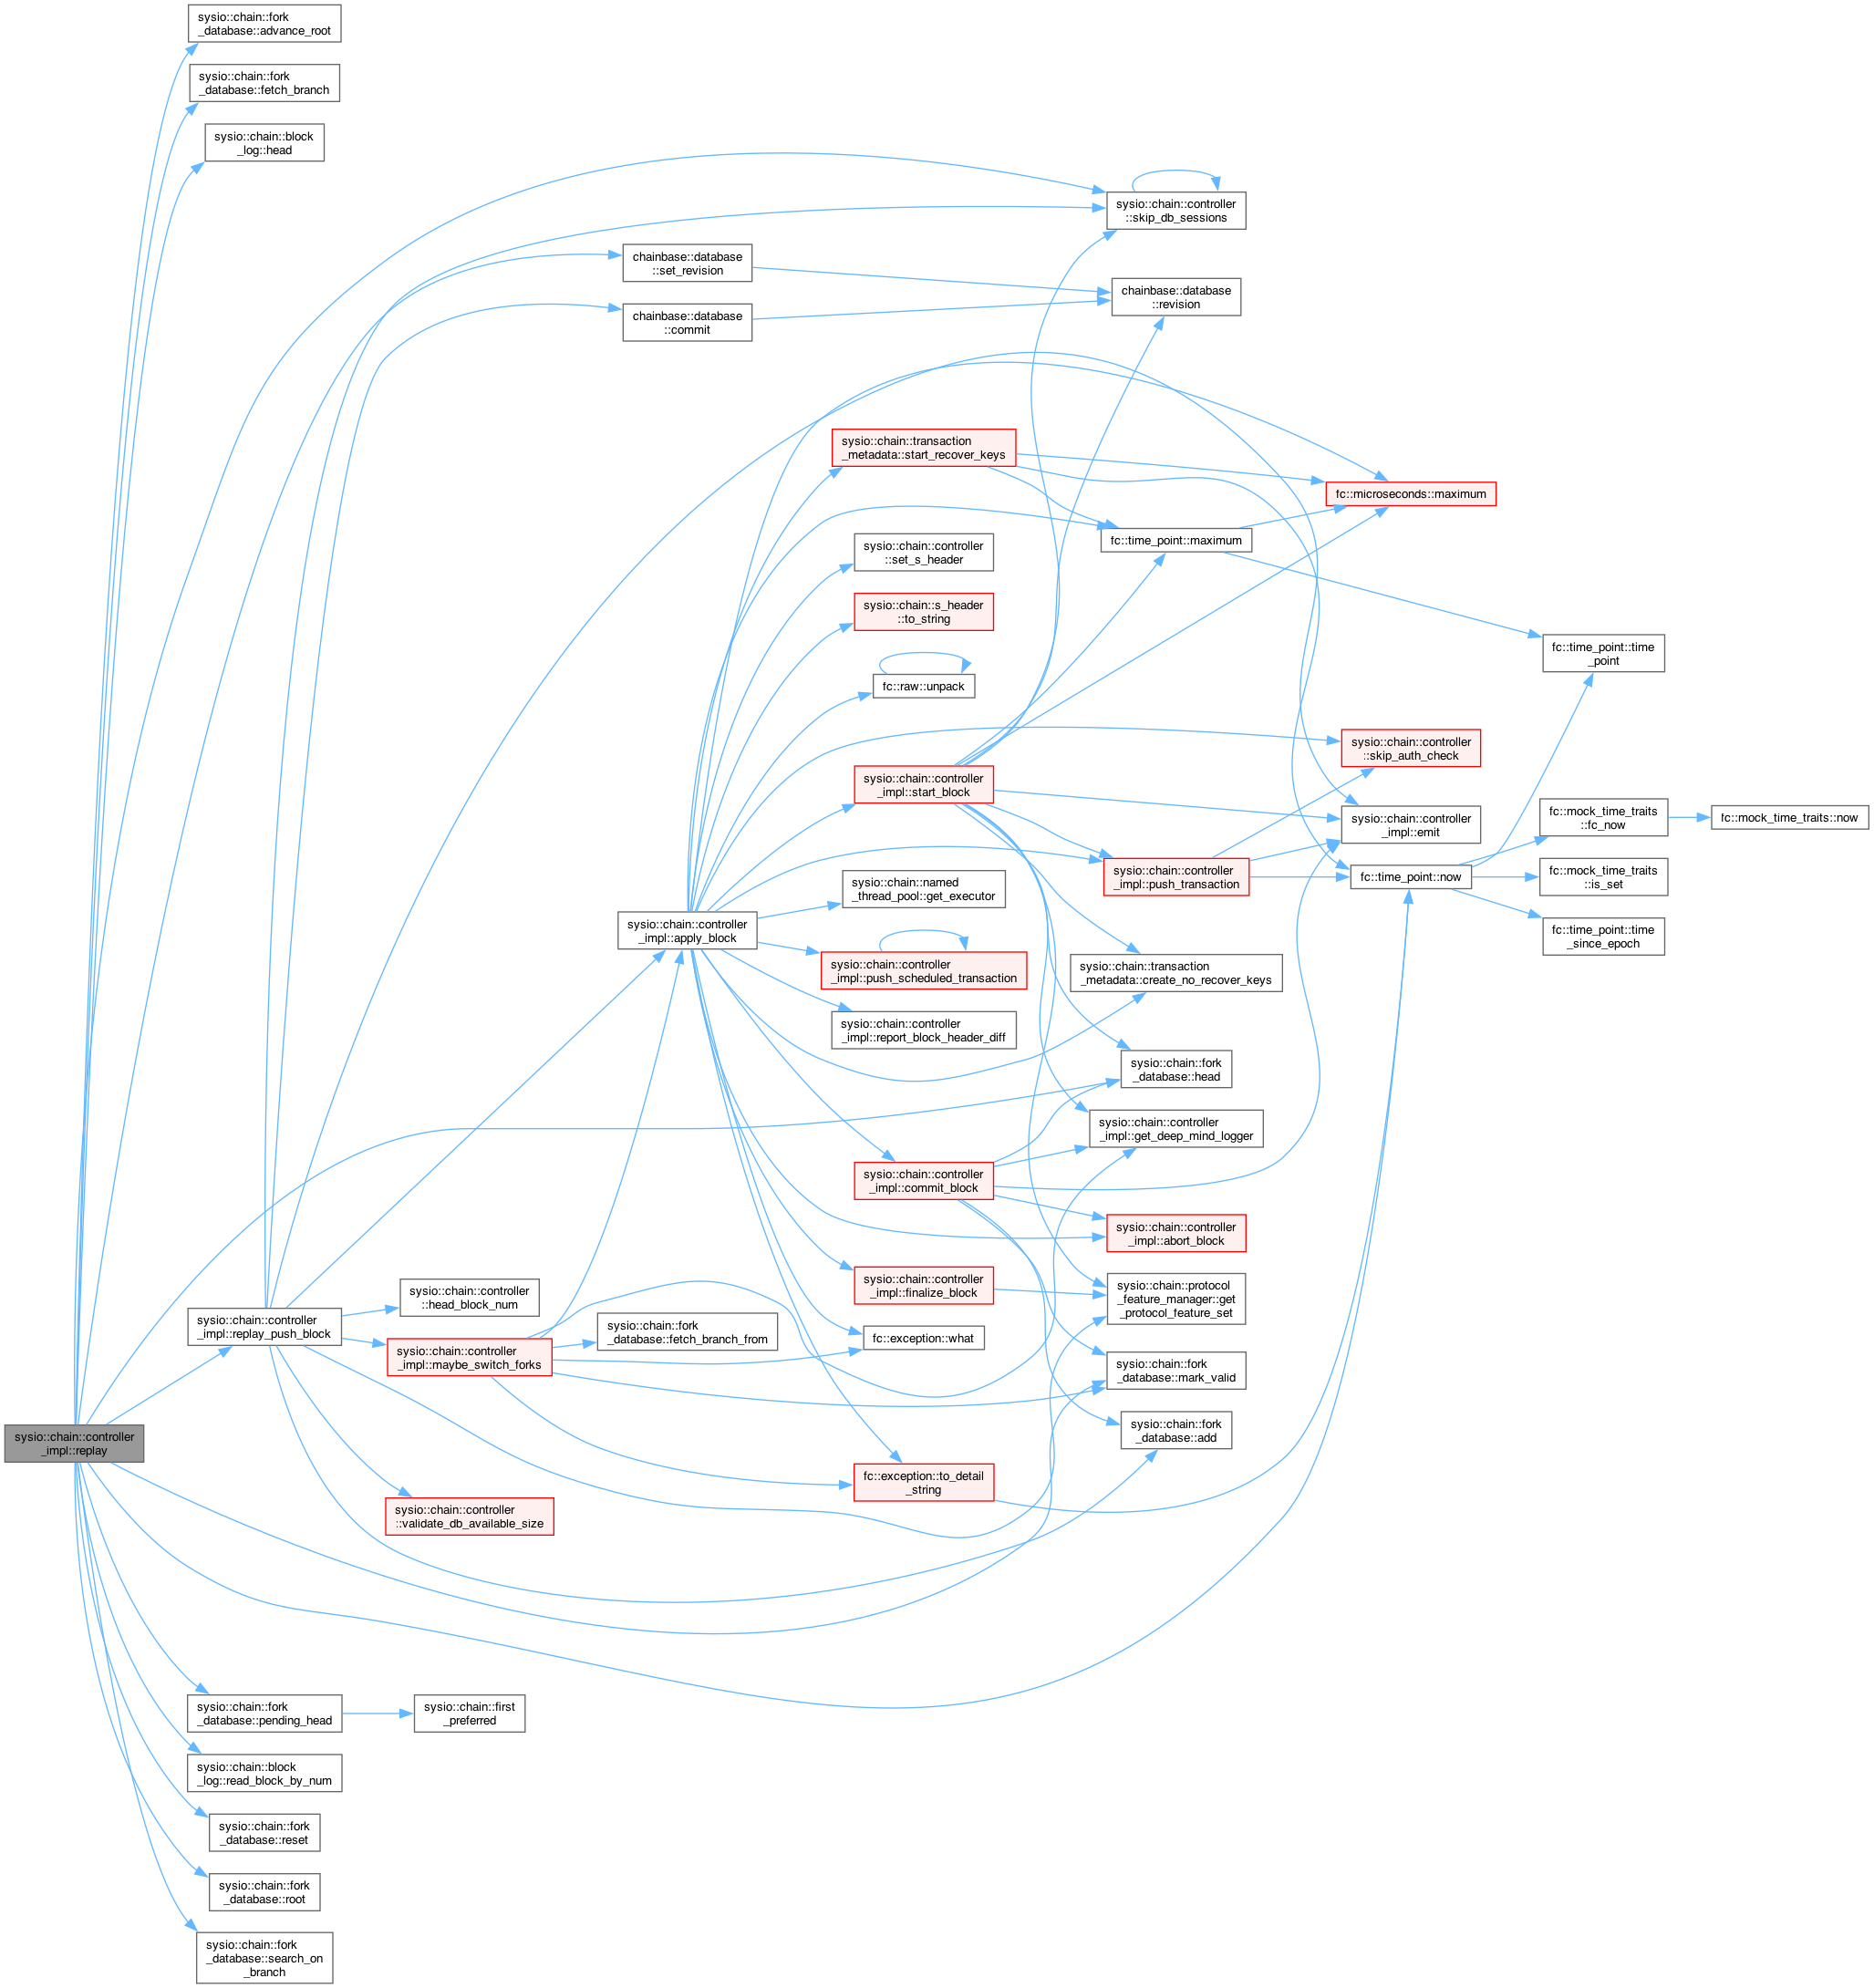 sysio::chain::fork
_database::advance_root
sysio::chain::fork
_database::fetch_branch
sysio::chain::block
_log::head
sysio::chain::controller
::skip_db_sessions
chainbase::database
::set_revision
chainbase::database
::revision
chainbase::database
::commit
sysio::chain::transaction
_metadata::start_recover_keys
fc::microseconds::maximum
fc::time_point::maximum
sysio::chain::controller
::set_s_header
sysio::chain::s_header
::to_string
fc::time_point::time
_point
fc::raw::unpack
sysio::chain::controller
::skip_auth_check
sysio::chain::controller
_impl::start_block
sysio::chain::controller
_impl::emit
fc::mock_time_traits
::fc_now
fc::mock_time_traits::now
sysio::chain::controller
_impl::push_transaction
fc::time_point::now
fc::mock_time_traits
::is_set
sysio::chain::named
_thread_pool::get_executor
sysio::chain::controller
_impl::apply_block
fc::time_point::time
_since_epoch
sysio::chain::controller
_impl::push_scheduled_transaction
sysio::chain::transaction
_metadata::create_no_recover_keys
sysio::chain::controller
_impl::report_block_header_diff
sysio::chain::fork
_database::head
sysio::chain::controller
_impl::get_deep_mind_logger
sysio::chain::controller
_impl::commit_block
sysio::chain::controller
_impl::abort_block
sysio::chain::controller
_impl::finalize_block
sysio::chain::protocol
_feature_manager::get
_protocol_feature_set
sysio::chain::controller
::head_block_num
sysio::chain::controller
_impl::replay_push_block
sysio::chain::fork
_database::fetch_branch_from
fc::exception::what
sysio::chain::controller
_impl::maybe_switch_forks
sysio::chain::fork
_database::mark_valid
sysio::chain::fork
_database::add
sysio::chain::controller
_impl::replay
fc::exception::to_detail
_string
sysio::chain::controller
::validate_db_available_size
sysio::chain::fork
_database::pending_head
sysio::chain::first
_preferred
sysio::chain::block
_log::read_block_by_num
sysio::chain::fork
_database::reset
sysio::chain::fork
_database::root
sysio::chain::fork
_database::search_on
_branch